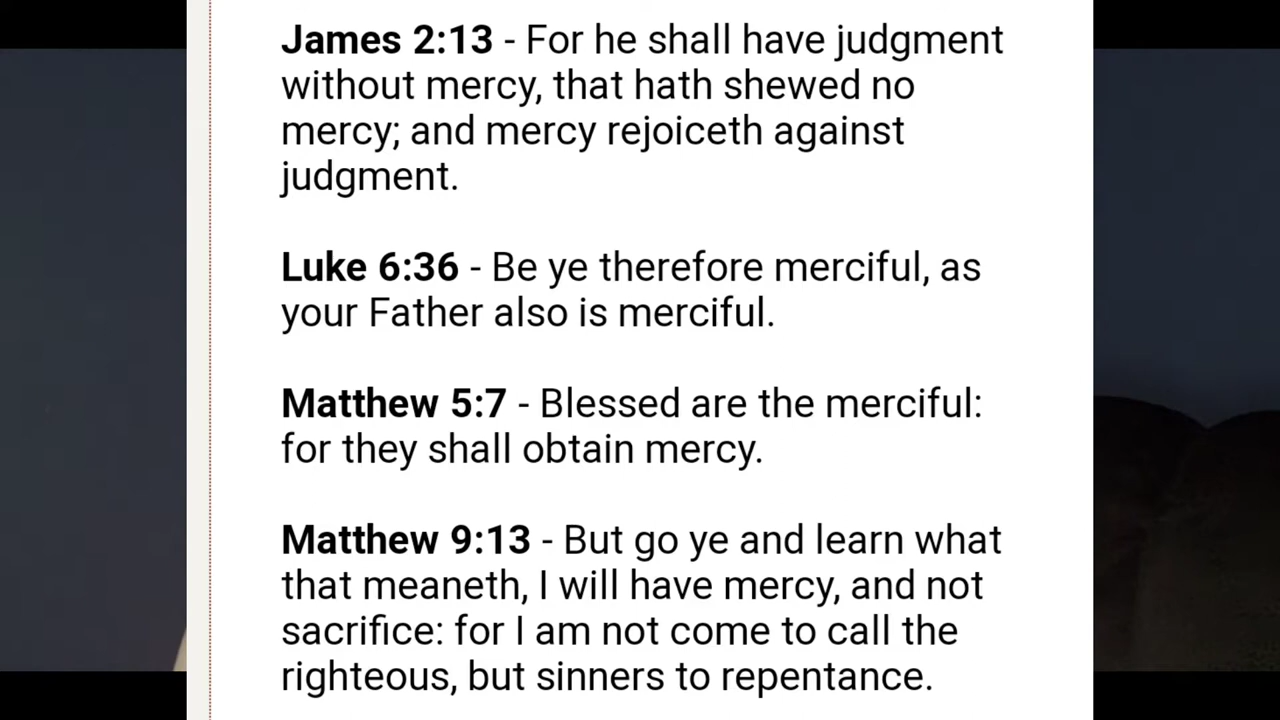 James 2:13 - For he shall have judgment
without mercy, that hath shewed no
mercy; and mercy rejoiceth against
judgment.
Luke 6:36 - Be ye therefore merciful, as
your Father also is merciful.
Matthew 5:7 - Blessed are the merciful:
for they shall obtain mercy.
Matthew 9:13 - But go ye and learn what
that meaneth, I will have mercy, and not
sacrifice: for I am not come to call the
righteous, but sinners to repentance.